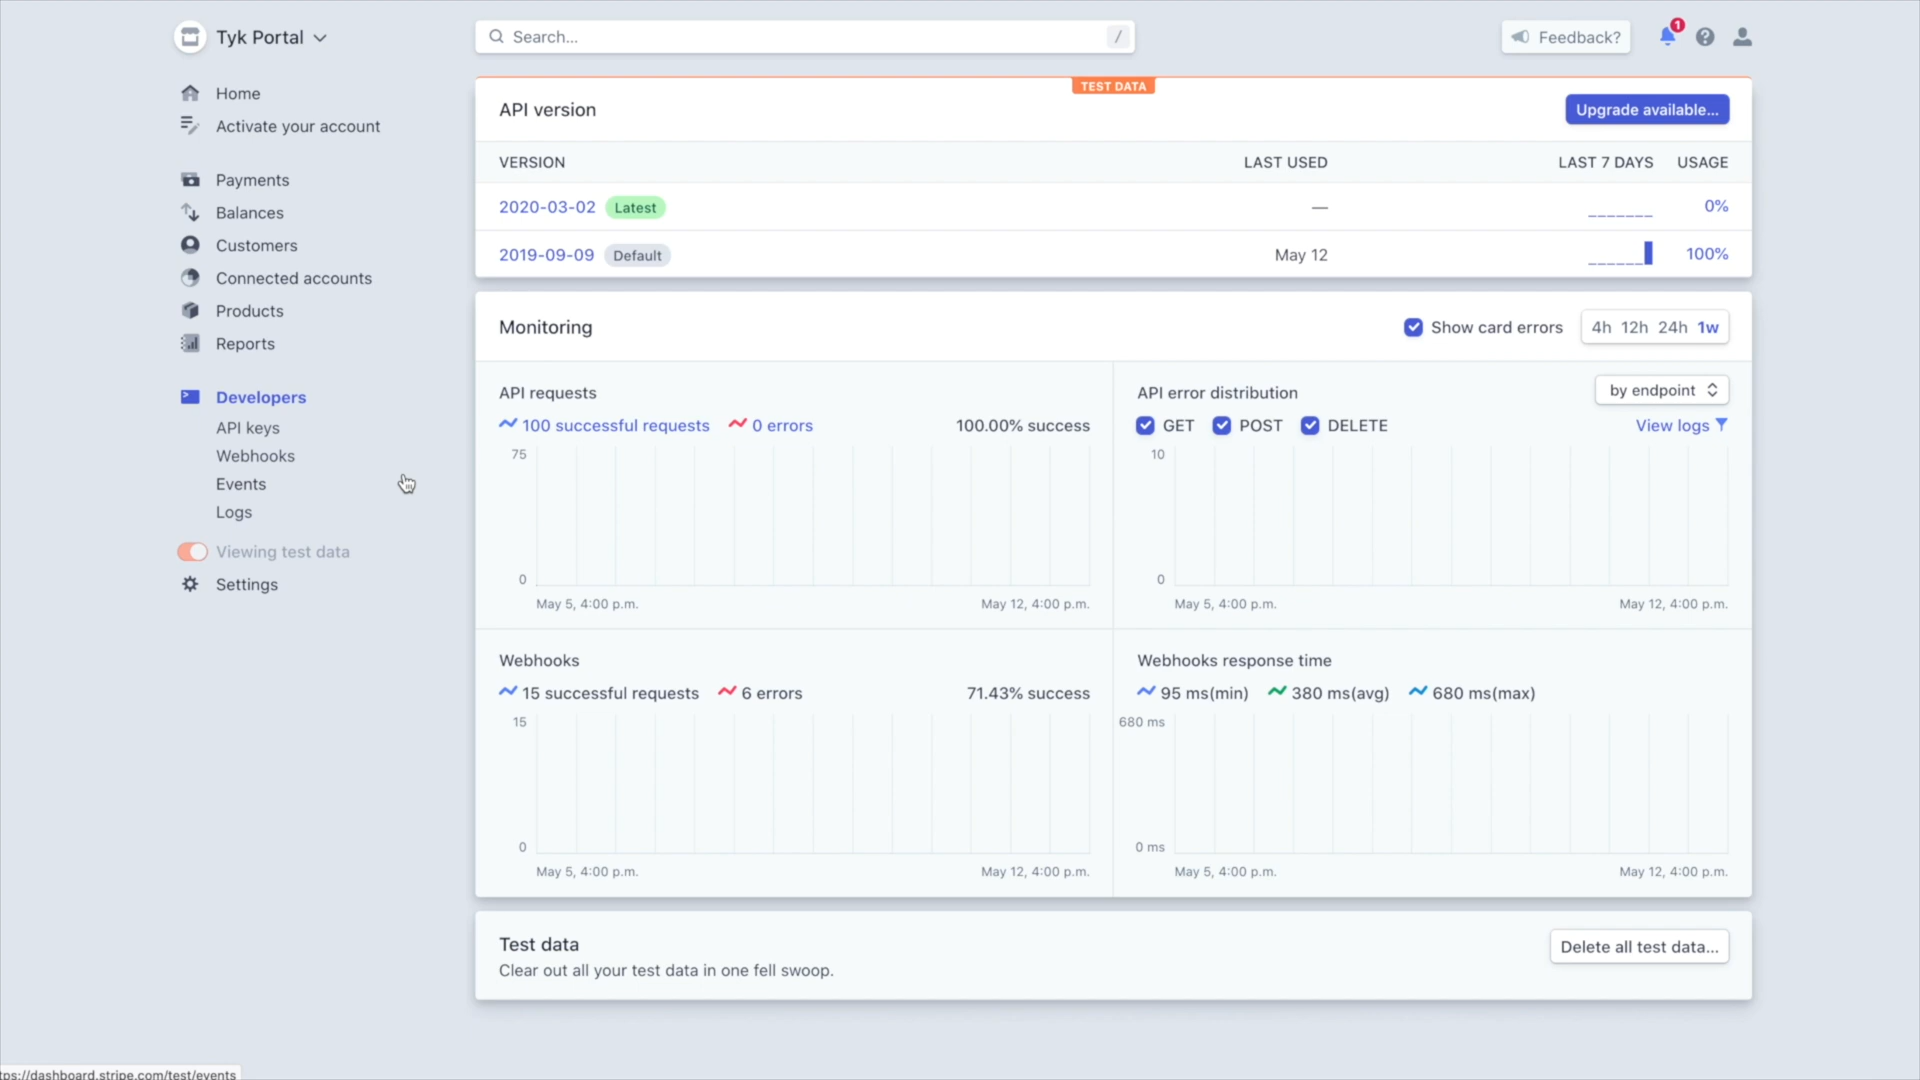 Tyk Portal
Search...
/
Feedback?
1
Home
Activate your account
Payments
Balances
Customers
Connected accounts
Products
Reports
Developers
API keys
Webhooks
Events
Logs
Viewing test data
Settings
TEST DATA
API version
Upgrade available...
VERSION LAST USED LAST 7 DAYS USAGE
2020-03-02 Latest — 0%
2019-09-09 Default May 12 100%
Monitoring
Show card errors
4h 12h 24h 1w
API requests
100 successful requests 0 errors 100.00% success
75
0
May 5, 4:00 p.m. May 12, 4:00 p.m.
API error distribution
by endpoint
GET POST DELETE View logs
10
0
May 5, 4:00 p.m. May 12, 4:00 p.m.
Webhooks
15 successful requests 6 errors 71.43% success
15
0
May 5, 4:00 p.m. May 12, 4:00 p.m.
Webhooks response time
95 ms(min) 380 ms(avg) 680 ms(max)
680 ms
0 ms
May 5, 4:00 p.m. May 12, 4:00 p.m.
Test data
Clear out all your test data in one fell swoop.
Delete all test data...
tps://dashboard.stripe.com/test/events